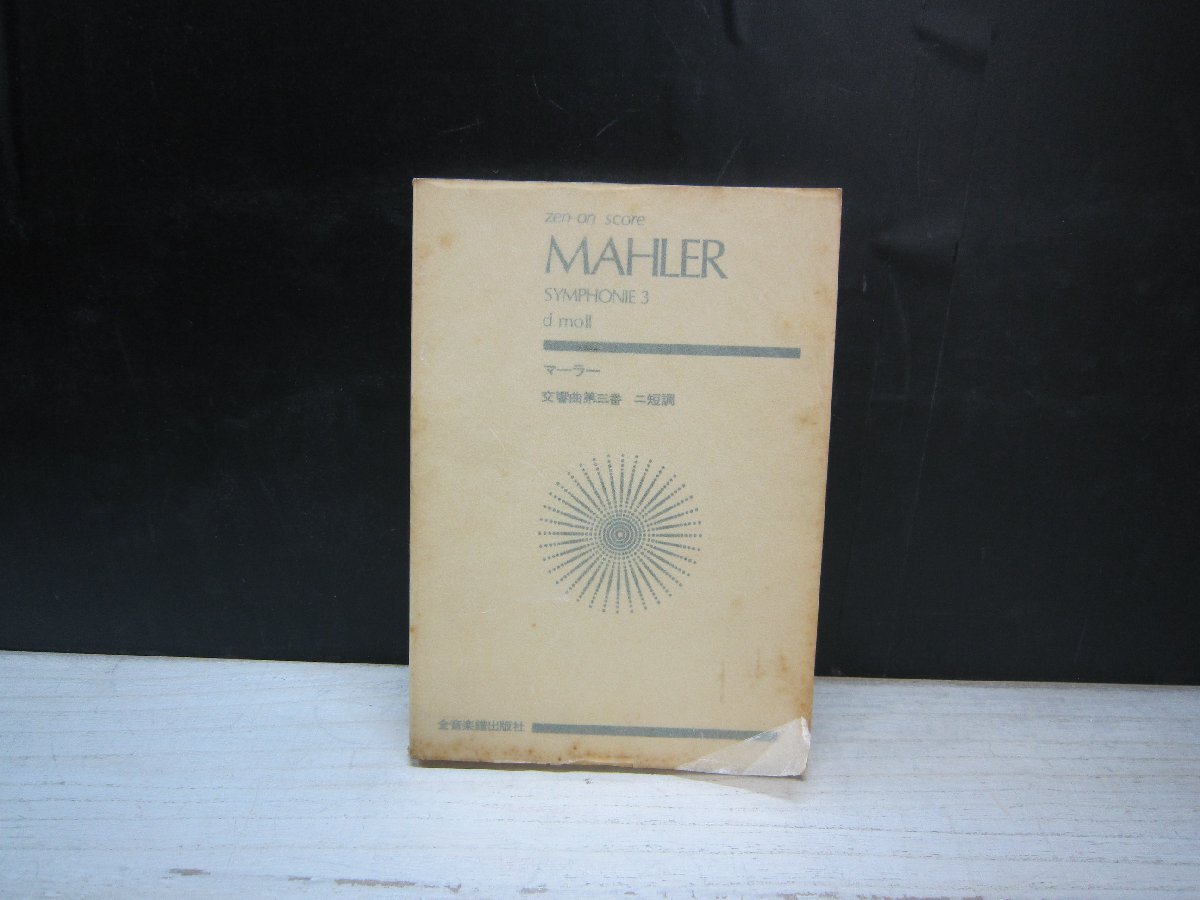 zen-on score
MAHLER
SYMPHONIE 3
d moll
マーラー
交響曲第三番 ニ短調
全音楽譜出版社